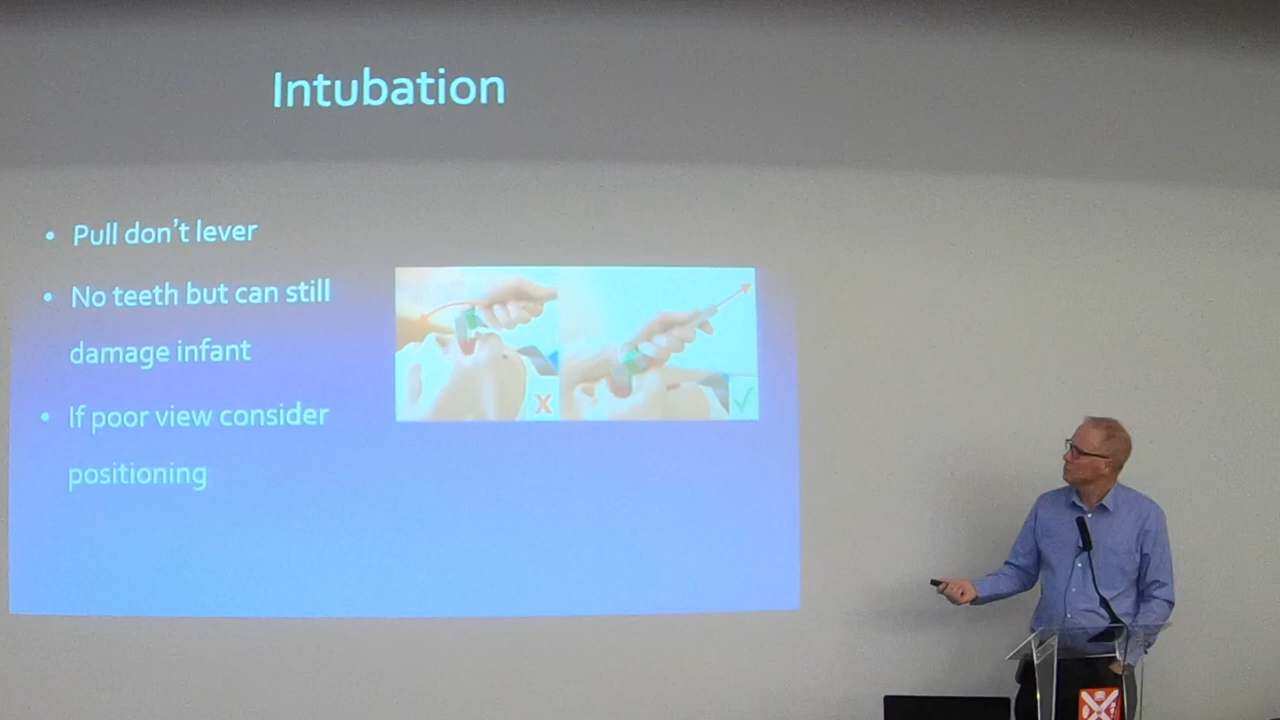 Intubation
• Pull don't lever
• No teeth but can still
damage infant
• If poor view consider
positioning